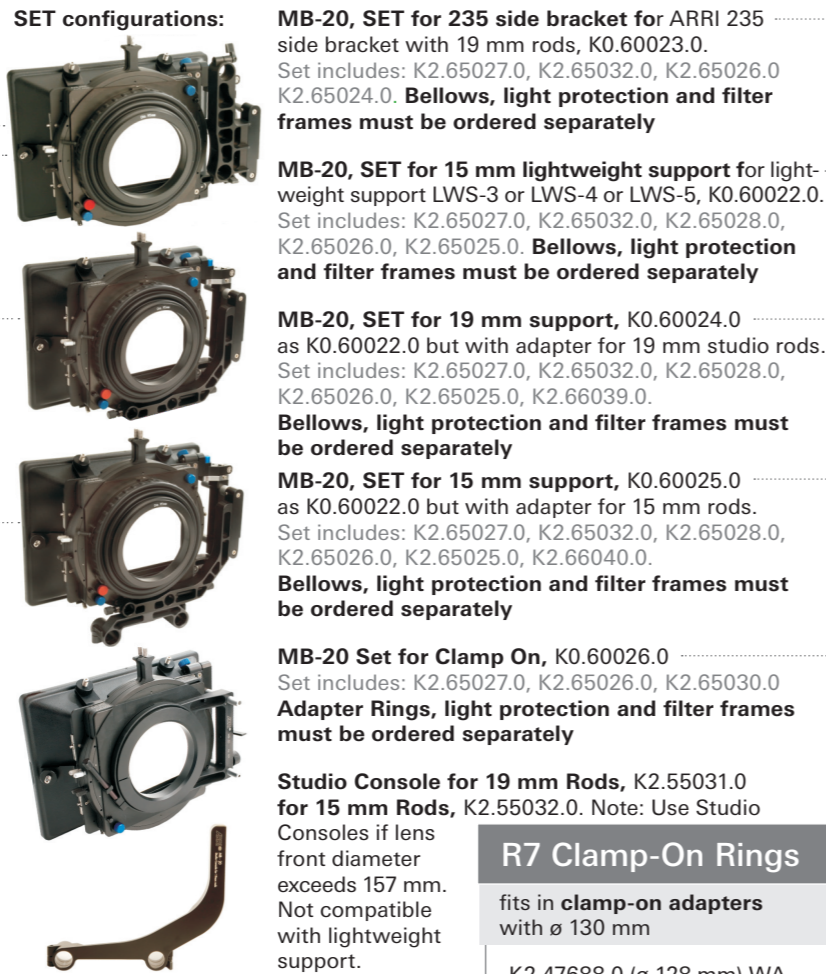 SET configurations:
MB-20, SET for 235 side bracket for ARRI 235
side bracket with 19 mm rods, K0.60023.0.
Set includes: K2.65027.0, K2.65032.0, K2.65026.0
K2.65024.0. Bellows, light protection and filter
frames must be ordered separately
MB-20, SET for 15 mm lightweight support for light-
weight support LWS-3 or LWS-4 or LWS-5, K0.60022.0.
Set includes: K2.65027.0, K2.65032.0, K2.65028.0,
K2.65026.0, K2.65025.0. Bellows, light protection
and filter frames must be ordered separately
MB-20, SET for 19 mm support, K0.60024.0
as K0.60022.0 but with adapter for 19 mm studio rods.
Set includes: K2.65027.0, K2.65032.0, K2.65028.0,
K2.65026.0, K2.65025.0, K2.66039.0.
Bellows, light protection and filter frames must
be ordered separately
MB-20, SET for 15 mm support, K0.60025.0
as K0.60022.0 but with adapter for 15 mm rods.
Set includes: K2.65027.0, K2.65032.0, K2.65028.0,
K2.65026.0, K2.65025.0, K2.66040.0.
Bellows, light protection and filter frames must
be ordered separately
MB-20 Set for Clamp On, K0.60026.0
Set includes: K2.65027.0, K2.65026.0, K2.65030.0
Adapter Rings, light protection and filter frames
must be ordered separately
Studio Console for 19 mm Rods, K2.55031.0
for 15 mm Rods, K2.55032.0. Note: Use Studio
Consoles if lens
front diameter
exceeds 157 mm.
Not compatible
with lightweight
support.
R7 Clamp-On Rings
fits in clamp-on adapters
with ø 130 mm
K2.47688.0 (ø 128 mm) WA